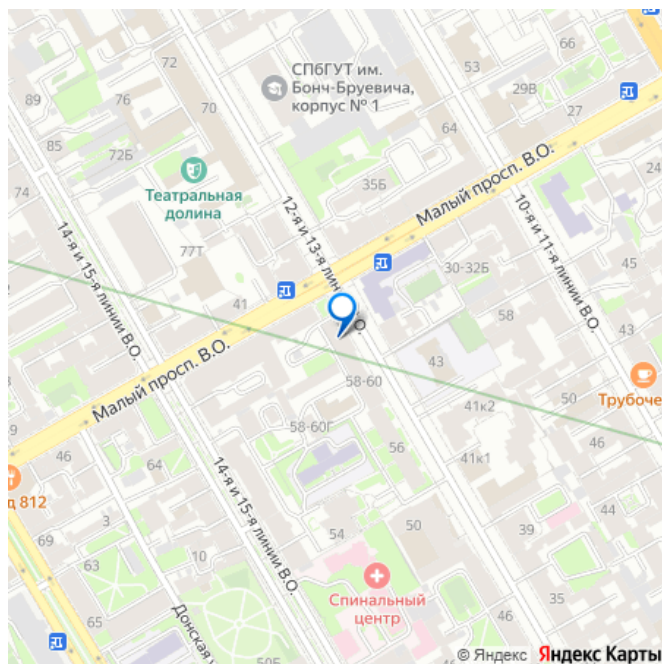 72
СПбГУТ им.
Бонч-Бруевича,
корпус № 1
53
66
29В
89
76
70
27
85
64
72Б
Малый просп. В.О.
74
Театральная
долина
35Б
24
12-я и 13-я лин
В.О.
10-я и 11-я линии В.О.
77Т
14-я и 15-я линии В.О.
30-32Б
45
41
58
43
43
Малый просп. В.О.
58-60
Трубоче
50
41к2
46
58-60Г
56
64
41к1
д 812
14-я и 15-я линии В.О.
44
3
54
50
39
69
10
63
Спинальный
центр
46
35
Донская
65
50Б
© Яндекс Яндекс Карты